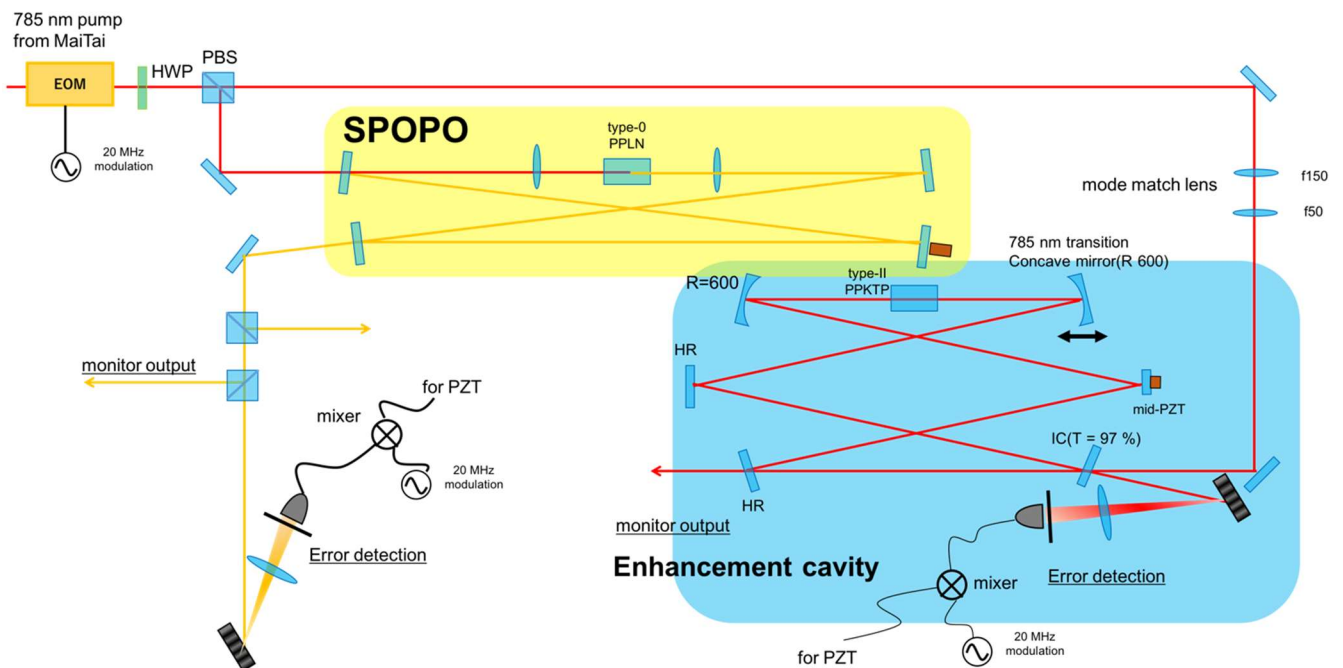 785 nm pump
from MaiTai
EOM
HWP
PBS
20 MHz
modulation
SPOPO
type-0
PPLN
mode match lens
f150
f50
785 nm transition
Concave mirror(R 600)
R=600
type-II
PPKTP
HR
mid-PZT
IC(T = 97 %)
HR
monitor output
Enhancement cavity
mixer
Error detection
20 MHz
modulation
for PZT
monitor output
for PZT
mixer
20 MHz
modulation
Error detection